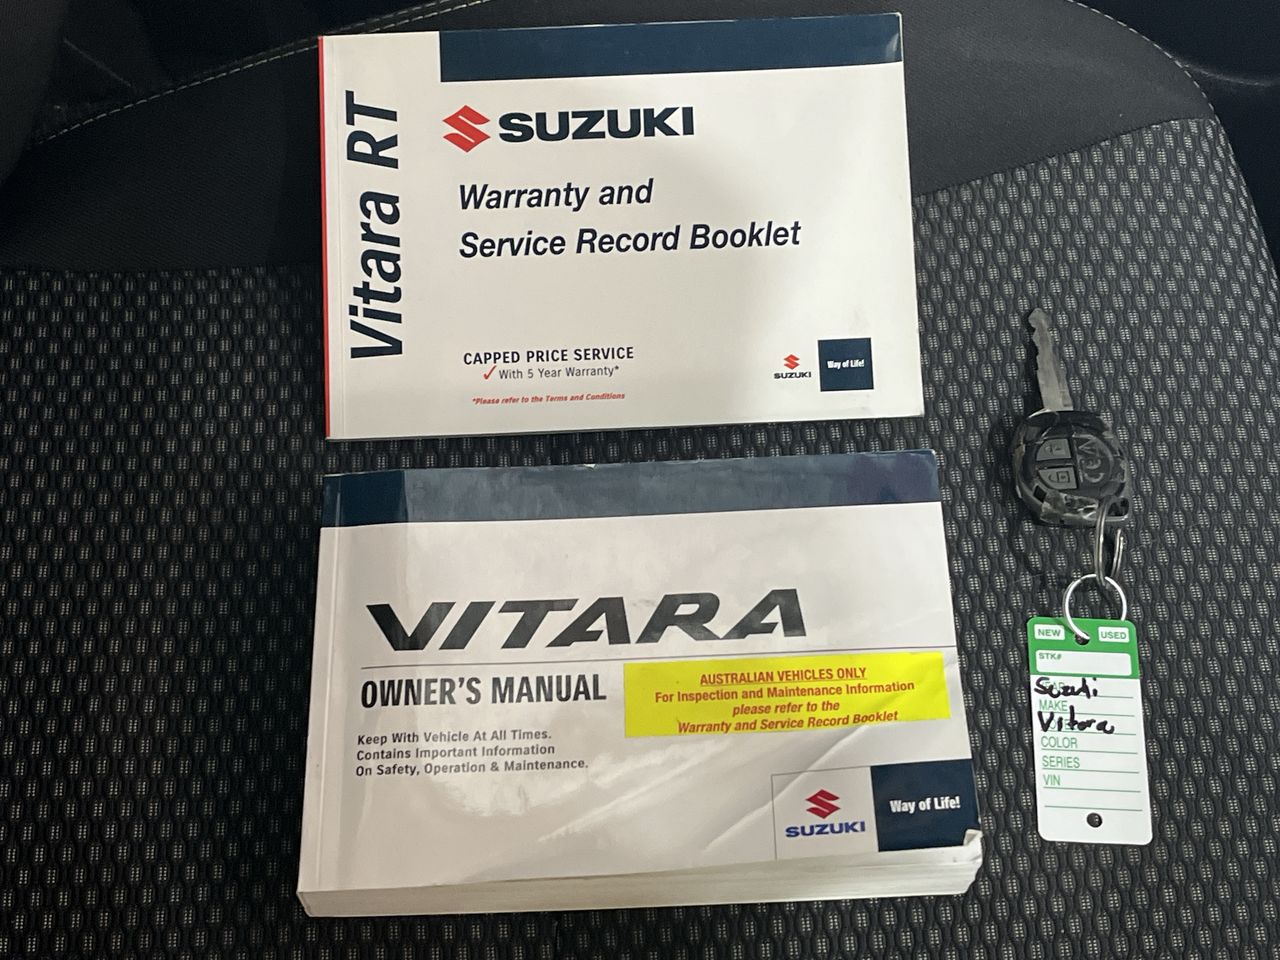 Vitara RT
SUZUKI
Warranty and
Service Record Booklet
CAPPED PRICE SERVICE
With 5 Year Warranty*
*Please refer to the Terms and Conditions
SUZUKI
Way of Life!
VITARA
OWNER'S MANUAL
AUSTRALIAN VEHICLES ONLY
For Inspection and Maintenance Information
please refer to the
Warranty and Service Record Booklet
Keep With Vehicle At All Times.
Contains Important Information
On Safety, Operation & Maintenance.
SUZUKI
Way of Life!
NEW USED
STK#
MAKE
Vitara
COLOR
SERIES
VIN